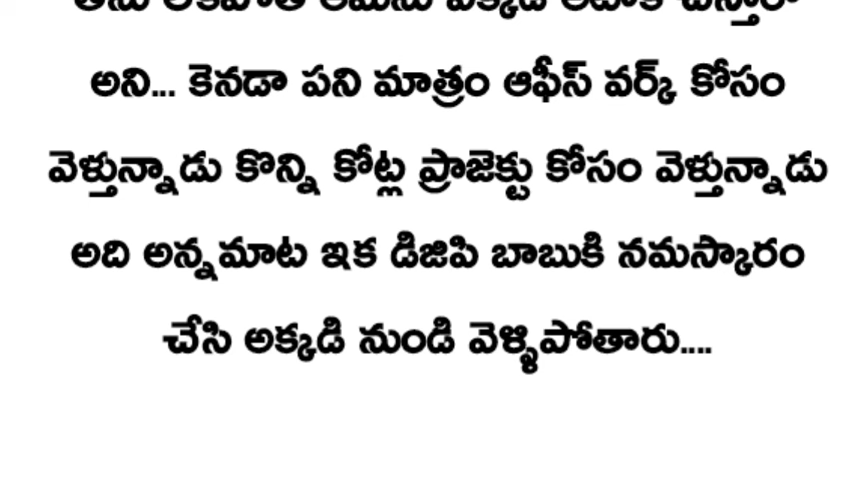 అని... కెనడా పని మాత్రం ఆఫీస్ వర్క్ కోసం
వెళ్తున్నాడు కొన్ని కోట్ల ప్రాజెక్టు కోసం వెళ్తున్నాడు
అది అన్నమాట ఇక డిజిపి బాబుకి నమస్కారం
చేసి అక్కడి నుండి వెళ్ళిపోతారు....